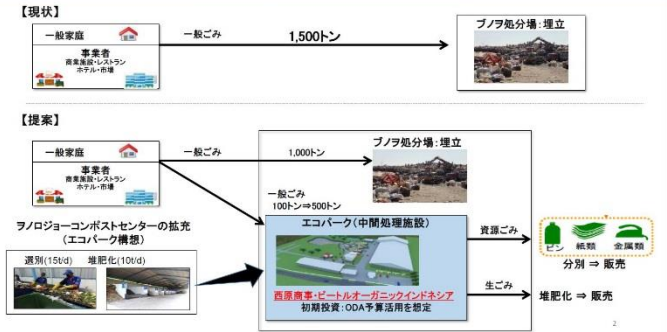 【現状】
一般家庭
事業者
商業施設・レストラン
ホテル・市場
一般ごみ
1,500トン
ブノヲ処分場:埋立
【提案】
一般家庭
事業者
商業施設・レストラン
ホテル・市場
一般ごみ
1,000トン
ブノヲ処分場:埋立
一般ごみ
100トン⇒500トン
ヲノロジョーコンポストセンターの拡充
(エコパーク構想)
選別(15t/d)
堆肥化(10t/d)
エコパーク(中間処理施設)
西原商事・ビートルオーガニックインドネシア
初期投資:ODA予算活用を想定
資源ごみ
ビン
紙類
金属類
分別 ⇒ 販売
生ごみ
堆肥化 ⇒ 販売
2